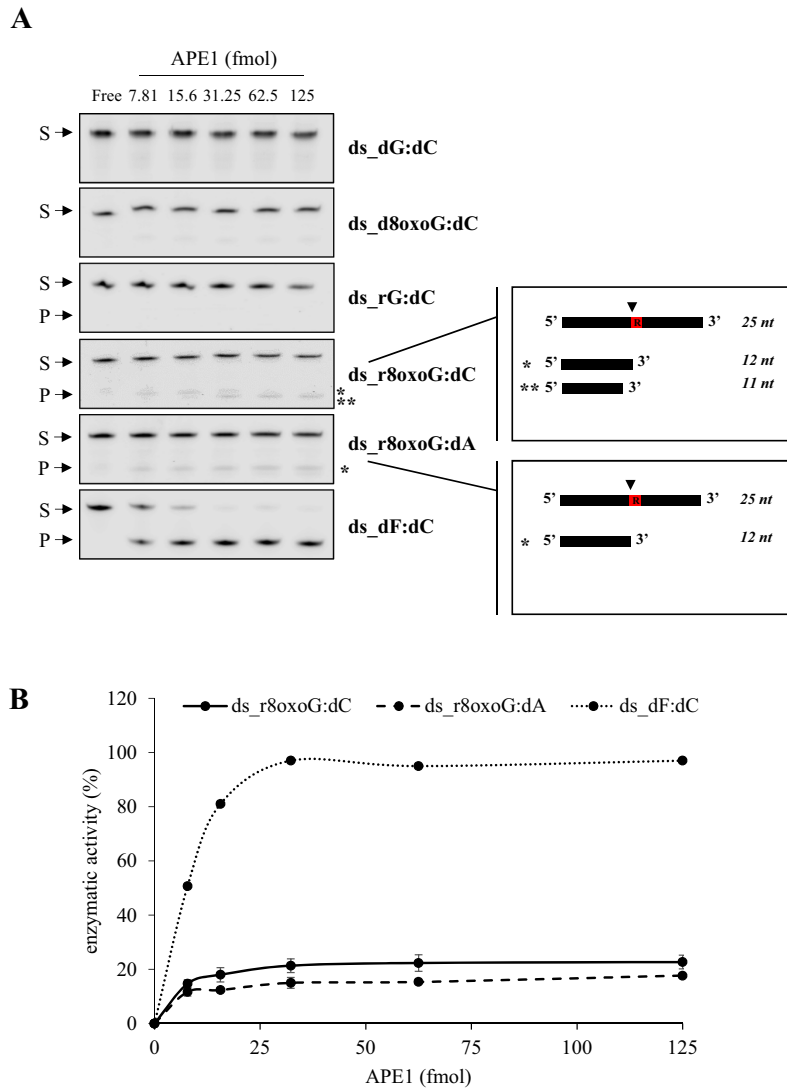 A
APE1 (fmol)
Free 7.81 15.6 31.25 62.5 125
S
ds_dG:dC
S
ds_d8oxoG:dC
S
P
ds_rG:dC
S
P
*
**
ds_r8oxoG:dC
S
P
*
ds_r8oxoG:dA
S
P
ds_dF:dC
5’ R 3’ 25 nt
* 5’ 3’ 12 nt
** 5’ 3’ 11 nt
5’ R 3’ 25 nt
* 5’ 3’ 12 nt
B
ds_r8oxoG:dC ds_r8oxoG:dA ds_dF:dC
enzymatic activity (%)
120
100
80
60
40
20
0
0 25 50 75 100 125
APE1 (fmol)